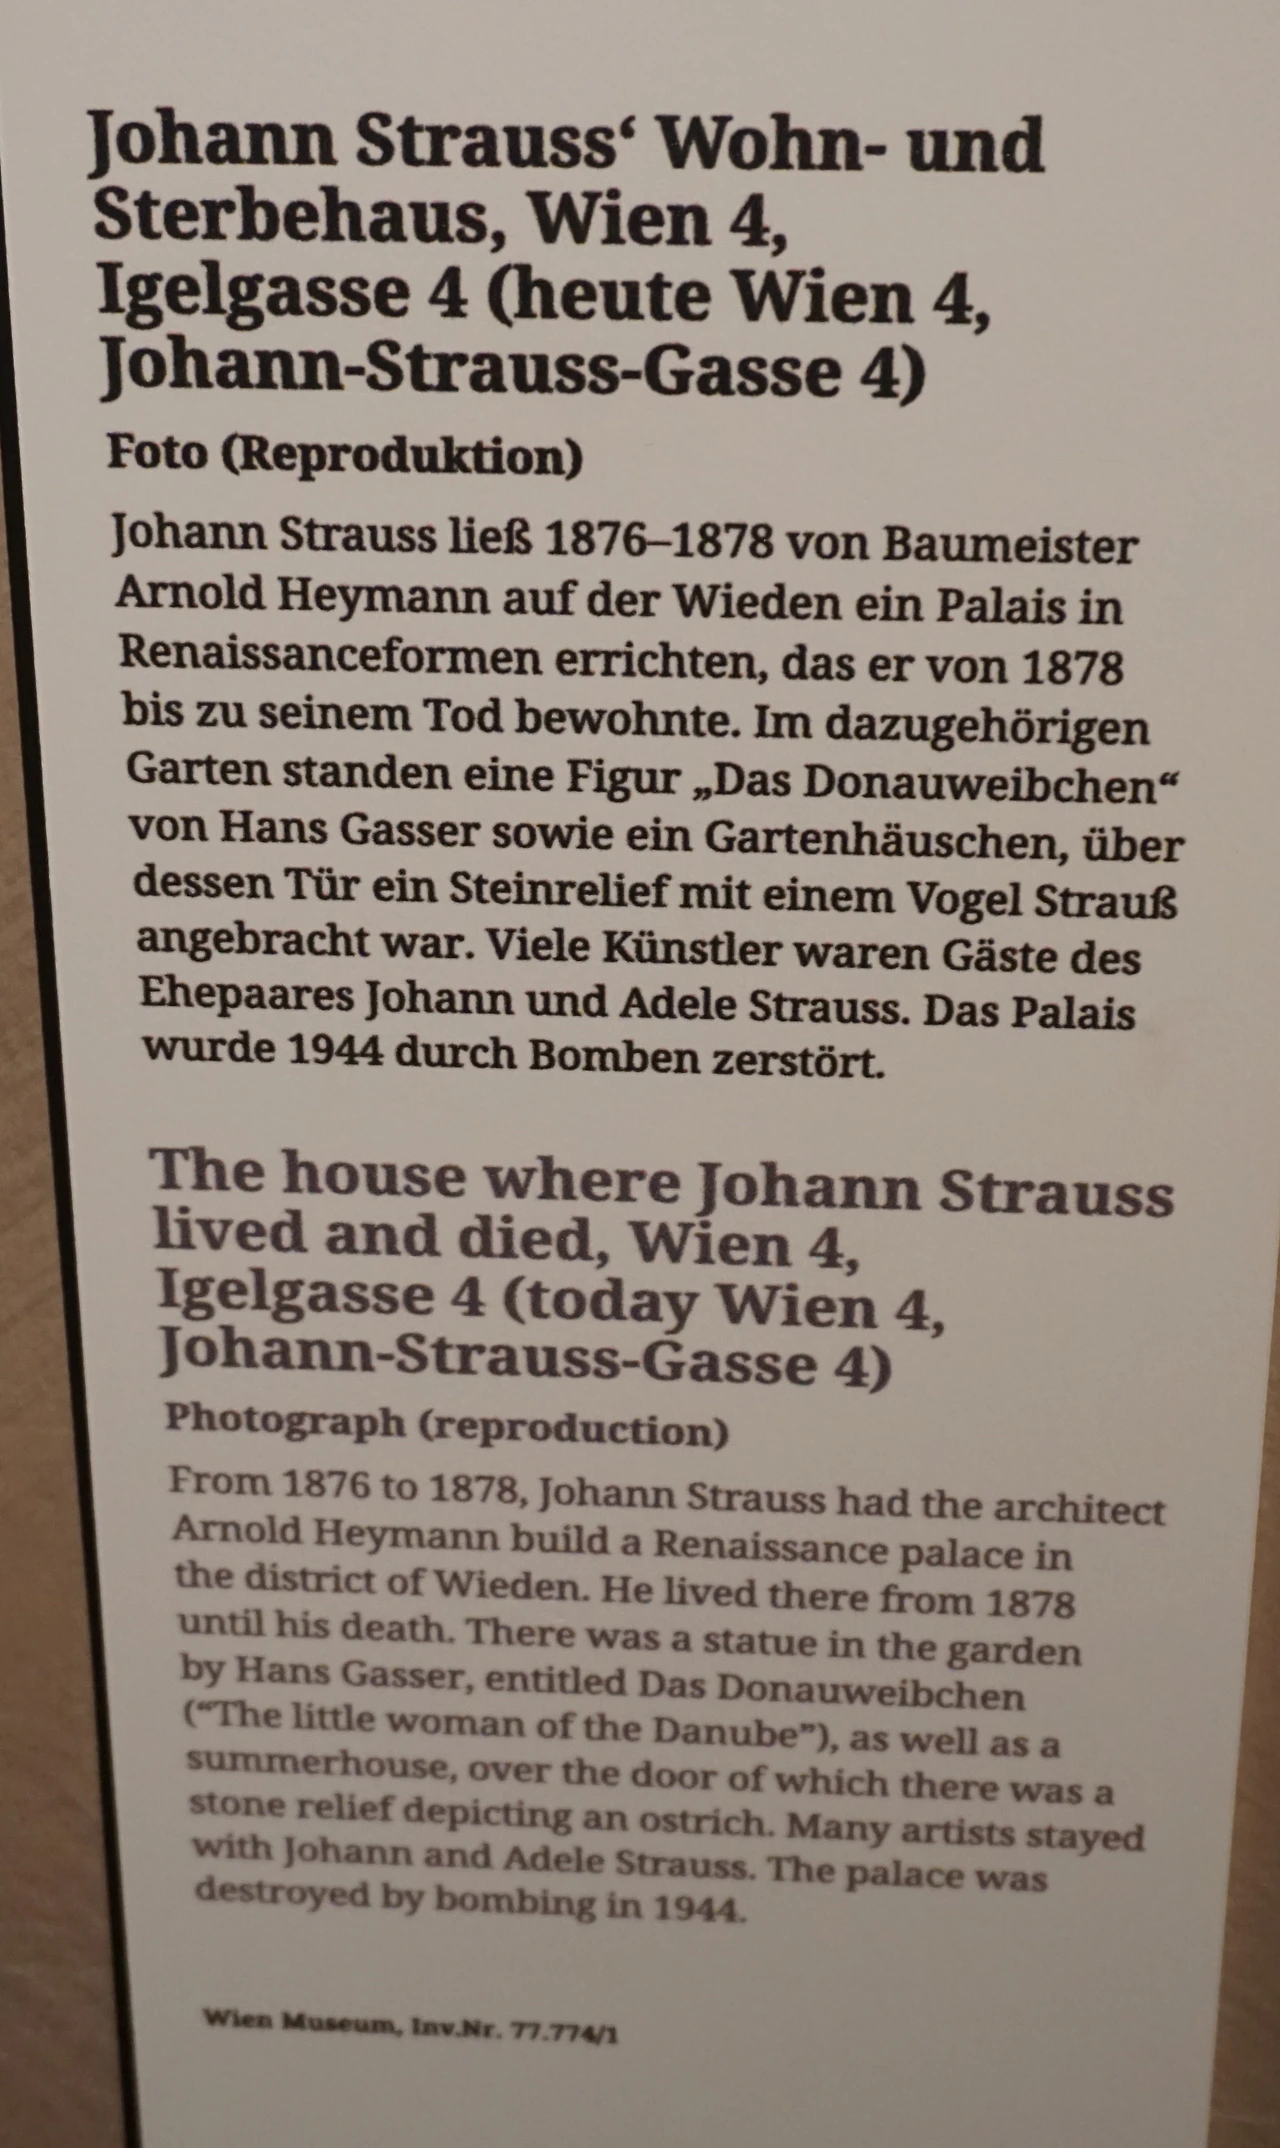 Johann Strauss‘ Wohn- und
Sterbehaus, Wien 4,
Igelgasse 4 (heute Wien 4,
Johann-Strauss-Gasse 4)
Foto (Reproduktion)
Johann Strauss ließ 1876–1878 von Baumeister
Arnold Heymann auf der Wieden ein Palais in
Renaissanceformen errichten, das er von 1878
bis zu seinem Tod bewohnte. Im dazugehörigen
Garten standen eine Figur „Das Donauweibchen“
von Hans Gasser sowie ein Gartenhäuschen, über
dessen Tür ein Steinrelief mit einem Vogel Strauß
angebracht war. Viele Künstler waren Gäste des
Ehepaares Johann und Adele Strauss. Das Palais
wurde 1944 durch Bomben zerstört.
The house where Johann Strauss
lived and died, Wien 4,
Igelgasse 4 (today Wien 4,
Johann-Strauss-Gasse 4)
Photograph (reproduction)
From 1876 to 1878, Johann Strauss had the architect
Arnold Heymann build a Renaissance palace in
the district of Wieden. He lived there from 1878
until his death. There was a statue in the garden
by Hans Gasser, entitled Das Donauweibchen
(“The little woman of the Danube”), as well as a
summerhouse, over the door of which there was a
stone relief depicting an ostrich. Many artists stayed
with Johann and Adele Strauss. The palace was
destroyed by bombing in 1944.
Wien Museum, Inv.Nr. 77.774/1